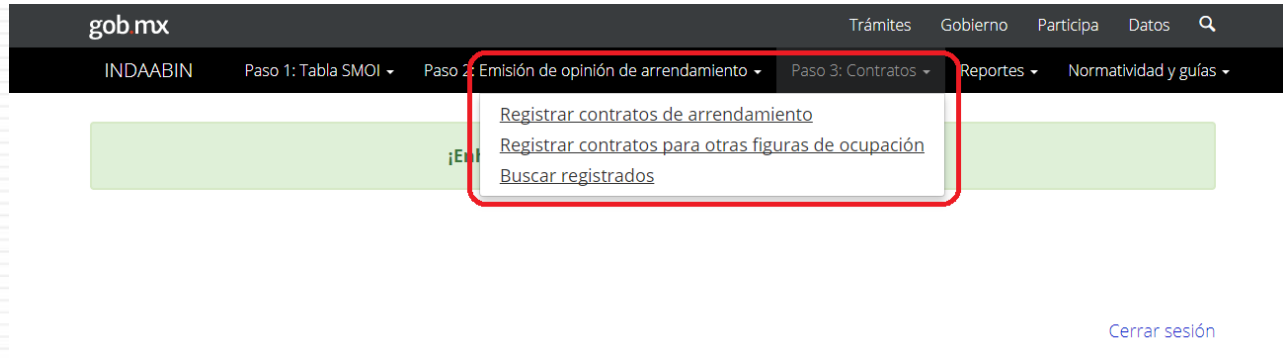 gob.mx Trámites Gobierno Participa Datos
INDAABIN Paso 1: Tabla SMOI Paso 2: Emisión de opinión de arrendamiento Paso 3: Contratos Reportes Normatividad y guías
Registrar contratos de arrendamiento
Registrar contratos para otras figuras de ocupación
Buscar registrados
Cerrar sesión